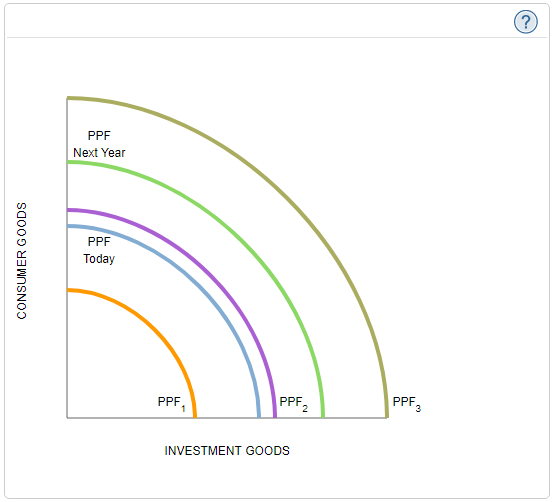 ?
PPF
Next Year
PPF
Today
CONSUMER GOODS
PPF1
PPF2
PPF3
INVESTMENT GOODS